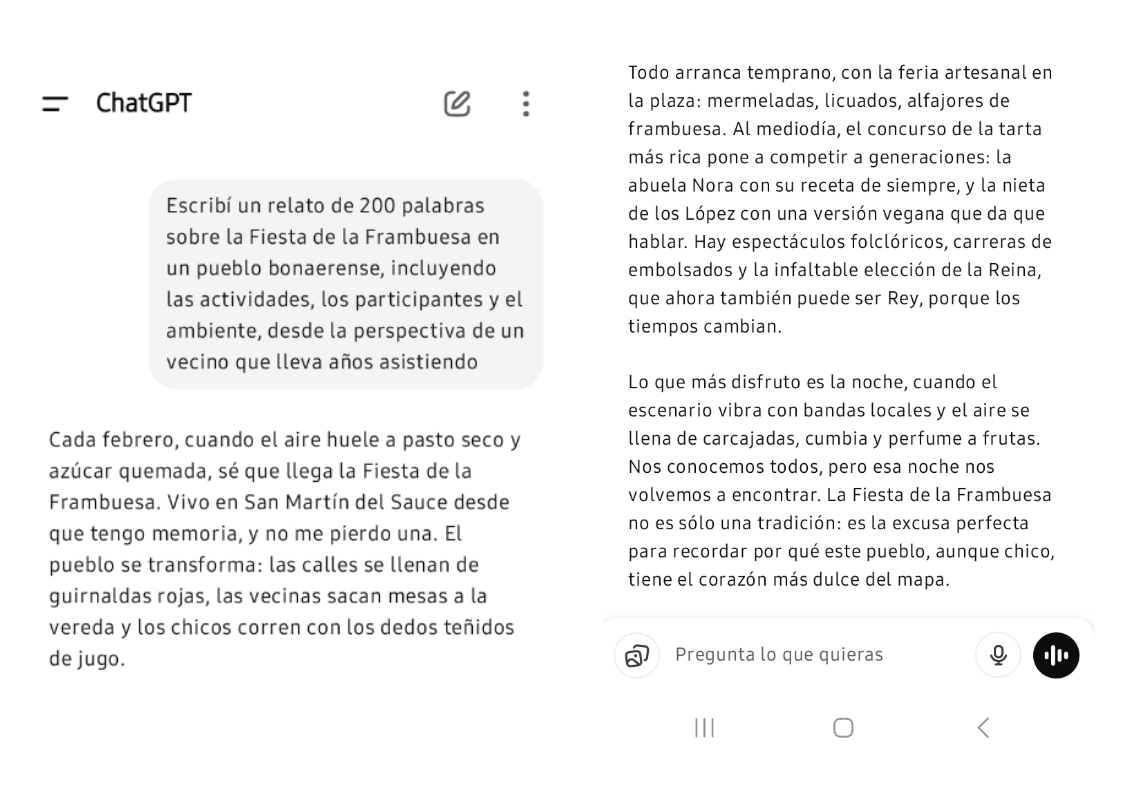 ChatGPT
Escribí un relato de 200 palabras
sobre la Fiesta de la Frambuesa en
un pueblo bonaerense, incluyendo
las actividades, los participantes y el
ambiente, desde la perspectiva de un
vecino que lleva años asistiendo
Cada febrero, cuando el aire huele a pasto seco y
azúcar quemada, sé que llega la Fiesta de la
Frambuesa. Vivo en San Martín del Sauce desde
que tengo memoria, y no me pierdo una. El
pueblo se transforma: las calles se llenan de
guirnaldas rojas, las vecinas sacan mesas a la
vereda y los chicos corren con los dedos teñidos
de jugo.
Todo arranca temprano, con la feria artesanal en
la plaza: mermeladas, licuados, alfajores de
frambuesa. Al mediodía, el concurso de la tarta
más rica pone a competir a generaciones: la
abuela Nora con su receta de siempre, y la nieta
de los López con una versión vegana que da que
hablar. Hay espectáculos folclóricos, carreras de
embolsados y la infaltable elección de la Reina,
que ahora también puede ser Rey, porque los
tiempos cambian.
Lo que más disfruto es la noche, cuando el
escenario vibra con bandas locales y el aire se
llena de carcajadas, cumbia y perfume a frutas.
Nos conocemos todos, pero esa noche nos
volvemos a encontrar. La Fiesta de la Frambuesa
no es sólo una tradición: es la excusa perfecta
para recordar por qué este pueblo, aunque chico,
tiene el corazón más dulce del mapa.
Pregunta lo que quieras